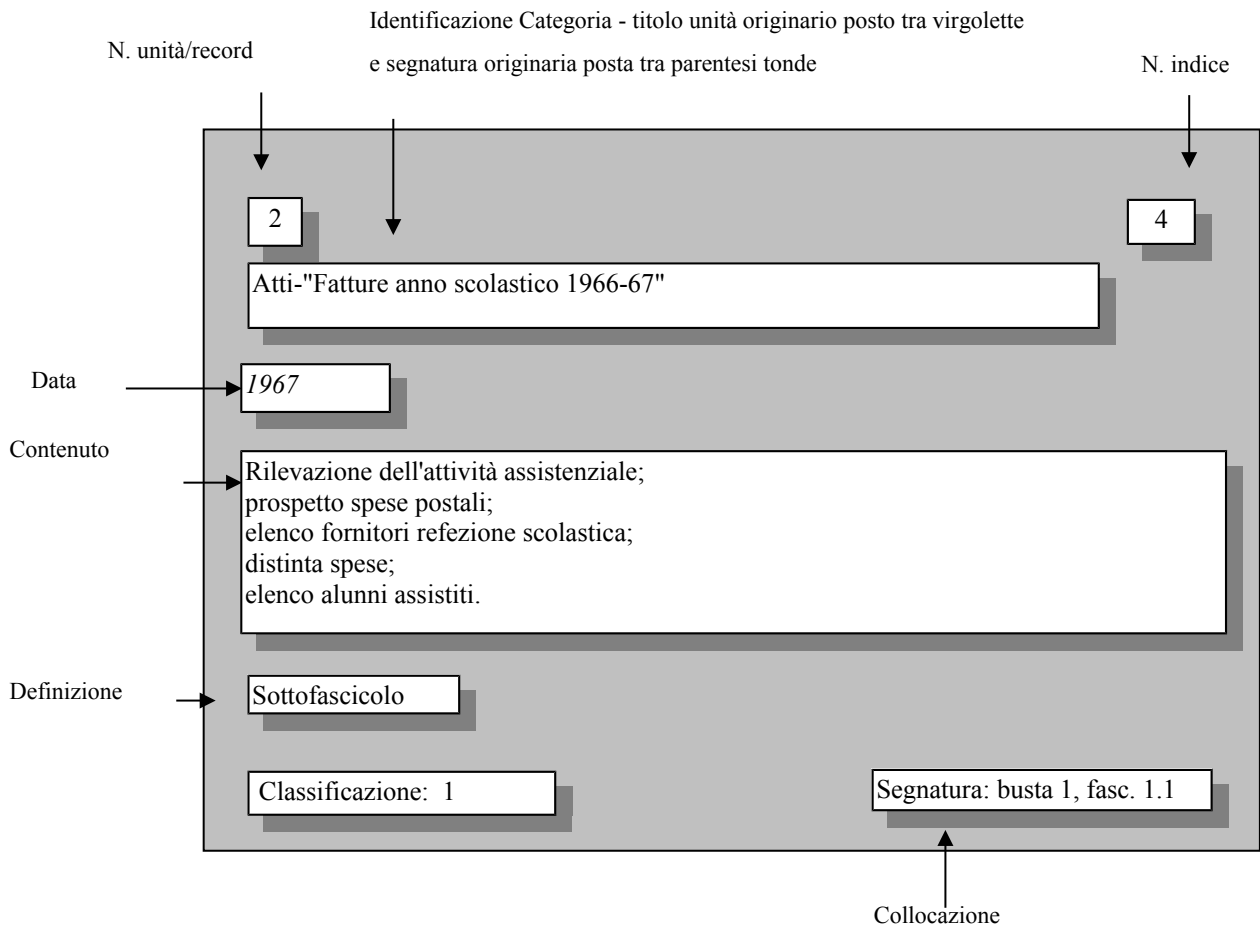 Identificazione Categoria - titolo unità originario posto tra virgolette
e segnatura originaria posta tra parentesi tonde
N. unità/record
N. indice
2
4
Atti-"Fatture anno scolastico 1966-67"
Data
1967
Contenuto
Rilevazione dell'attività assistenziale;
prospetto spese postali;
elenco fornitori refezione scolastica;
distinta spese;
elenco alunni assistiti.
Definizione
Sottofascicolo
Classificazione: 1
Segnatura: busta 1, fasc. 1.1
Collocazione